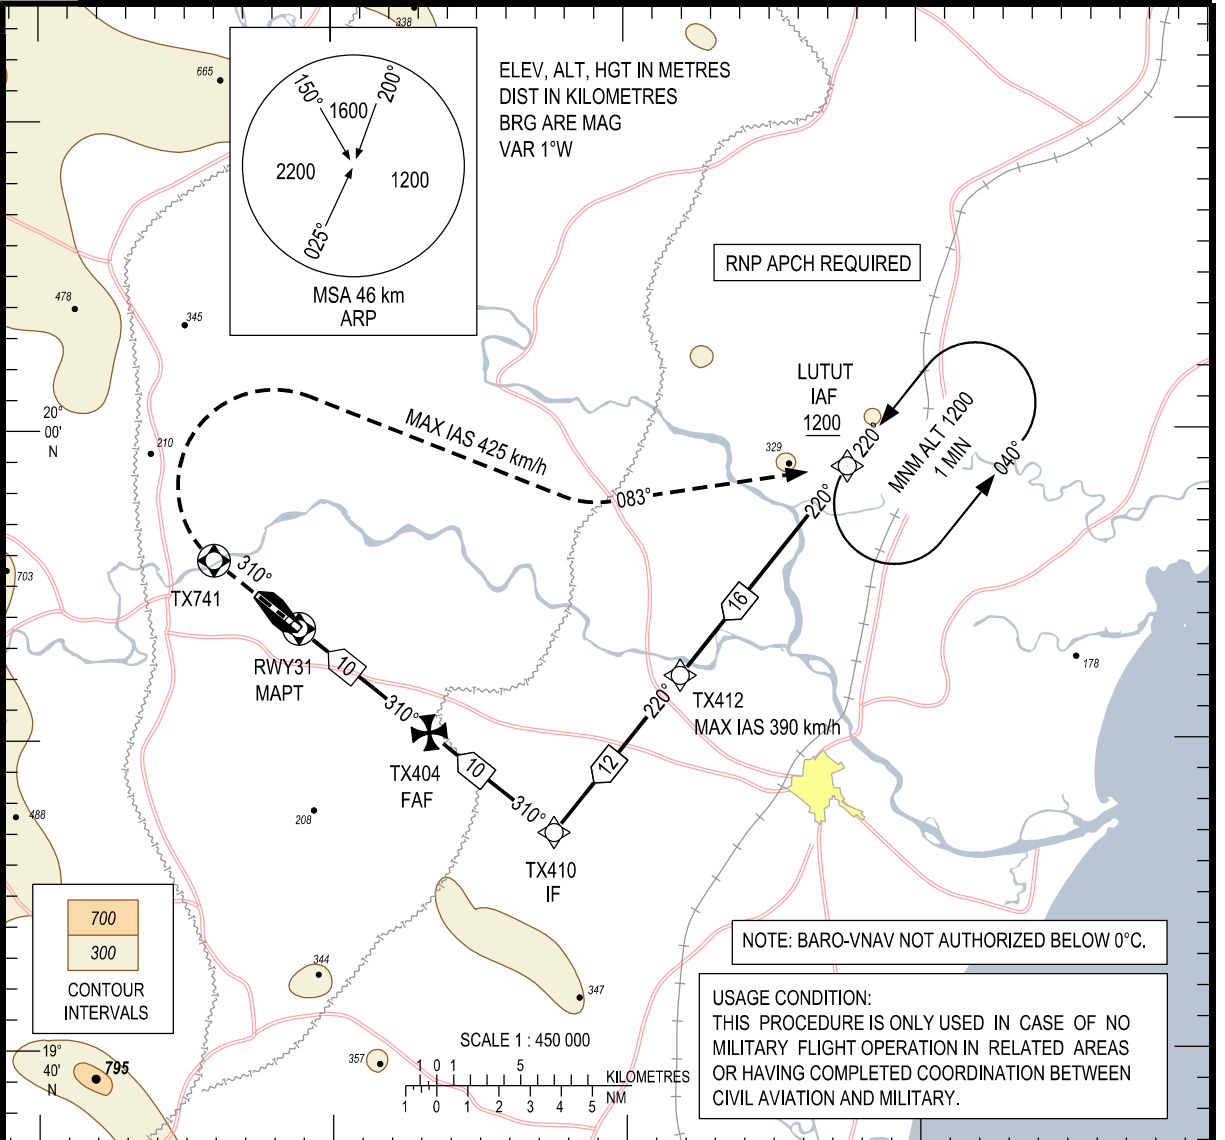 338
665
150°
200°
1600
2200
1200
025°
MSA 46 km
ARP
ELEV, ALT, HGT IN METRES
DIST IN KILOMETRES
BRG ARE MAG
VAR 1°W
RNP APCH REQUIRED
478
345
LUTUT
IAF
1200
20°
00'
N
210
MAX IAS 425 km/h
329
220°
MNM ALT 1200
1 MIN
040°
083°
220°
703
310°
TX741
16
RWY31
MAPT
10
178
310°
220°
TX412
MAX IAS 390 km/h
TX404
FAF
10
12
310°
488
208
TX410
IF
700
300
CONTOUR
INTERVALS
344
347
NOTE: BARO-VNAV NOT AUTHORIZED BELOW 0°C.
USAGE CONDITION:
THIS PROCEDURE IS ONLY USED IN CASE OF NO
MILITARY FLIGHT OPERATION IN RELATED AREAS
OR HAVING COMPLETED COORDINATION BETWEEN
CIVIL AVIATION AND MILITARY.
19°
40'
N
795
357
SCALE 1 : 450 000
1 0 1 5
KILOMETRES
NM
1 0 1 2 3 4 5